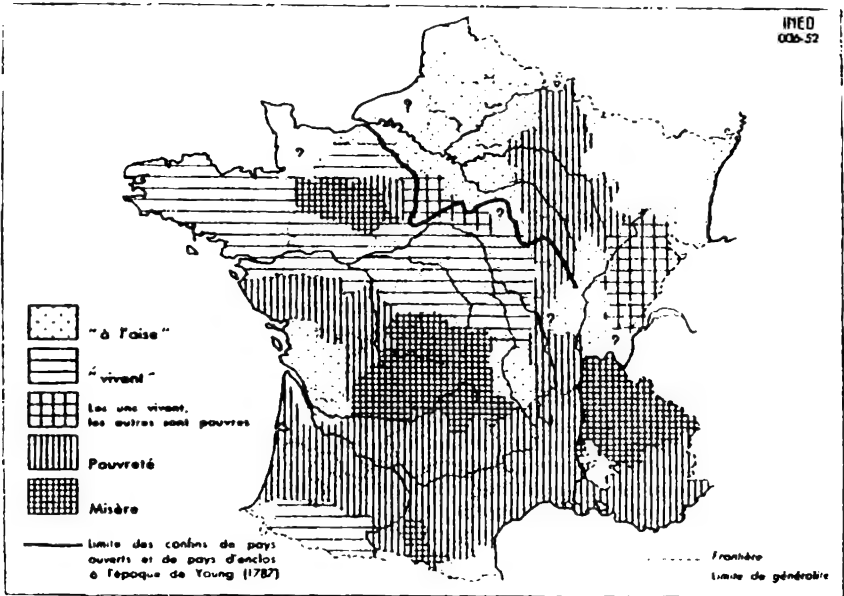 INED
006-52
?
?
?
?
?
"à l'aise"
"vivent"
Les uns vivent,
les autres sont pauvres
Pauvreté
Misère
Limite des confins de pays
ouverts et de pays d'enclos
à l'époque de Young (1787)
Frontière
Limite de généralité